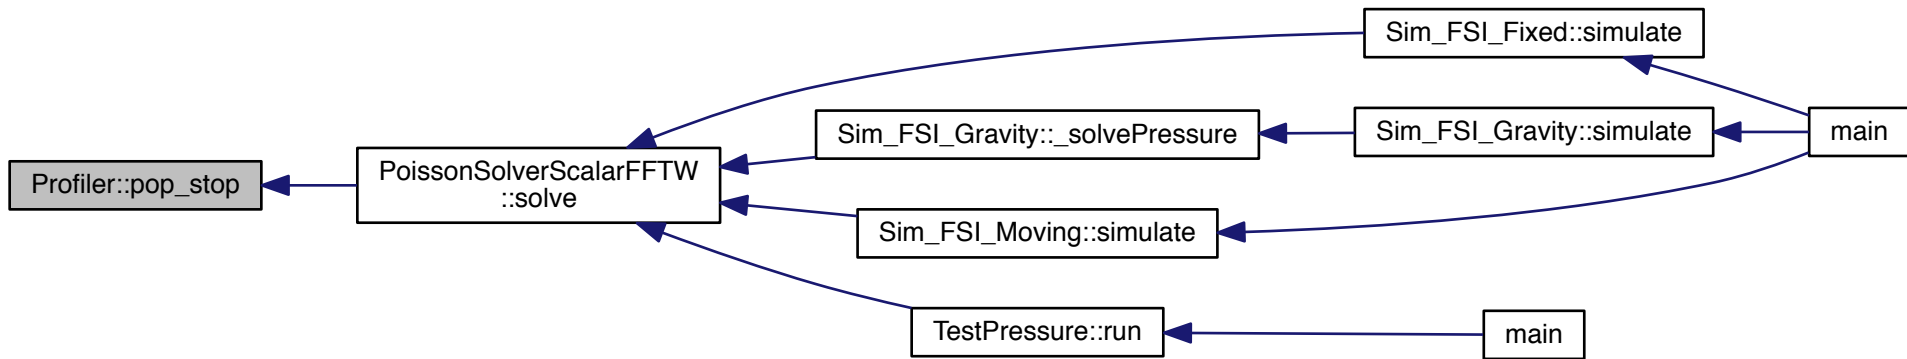 Profiler::pop_stop
PoissonSolverScalarFFTW
::solve
Sim_FSI_Fixed::simulate
Sim_FSI_Gravity::_solvePressure
Sim_FSI_Gravity::simulate
main
Sim_FSI_Moving::simulate
TestPressure::run
main